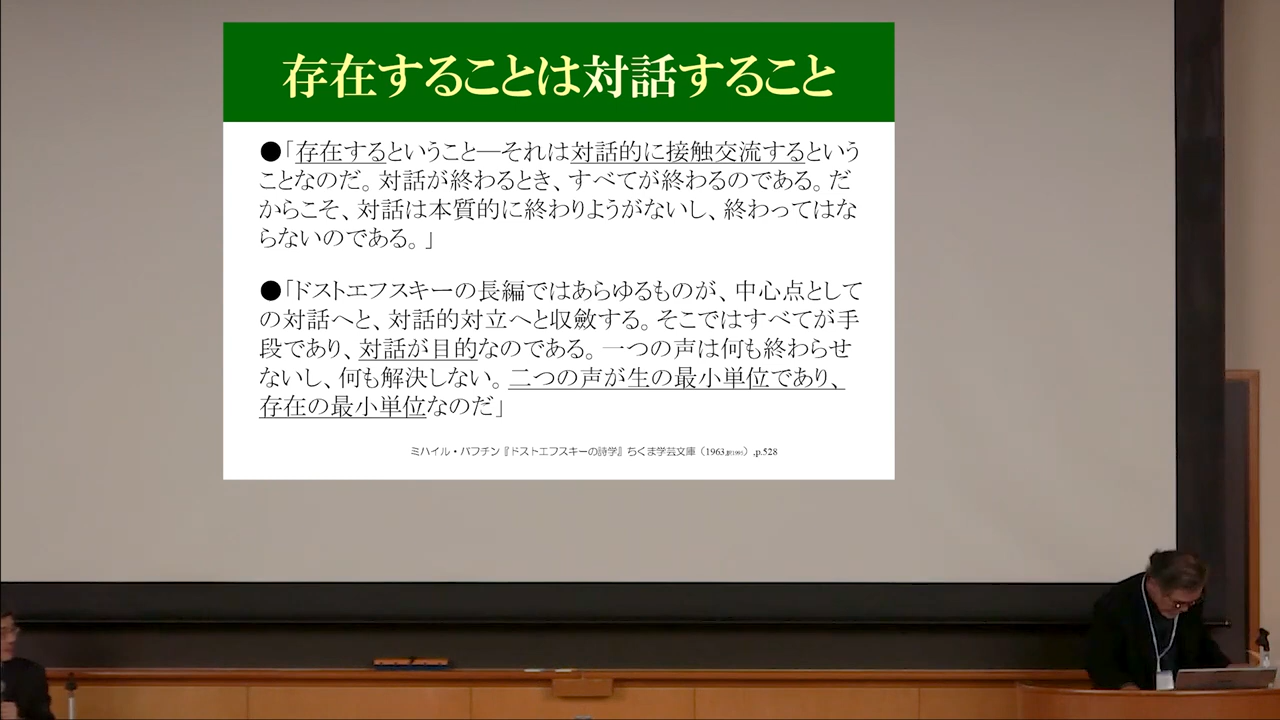 存在することは対話すること
●「存在するということ―それは対話的に接触交流するという
ことなのだ。対話が終わるとき、すべてが終わるのである。だ
からこそ、対話は本質的に終わりようがないし、終わってはな
らないのである。」
●「ドストエフスキーの長編ではあらゆるものが、中心点として
の対話へと、対話的対立へと収斂する。そこではすべてが手
段であり、対話が目的なのである。一つの声は何も終わらせ
ないし、何も解決しない。二つの声が生の最小単位であり、
存在の最小単位なのだ」
ミハイル・バフチン『ドストエフスキーの詩学』ちくま学芸文庫（1963,訳1995）,p.528